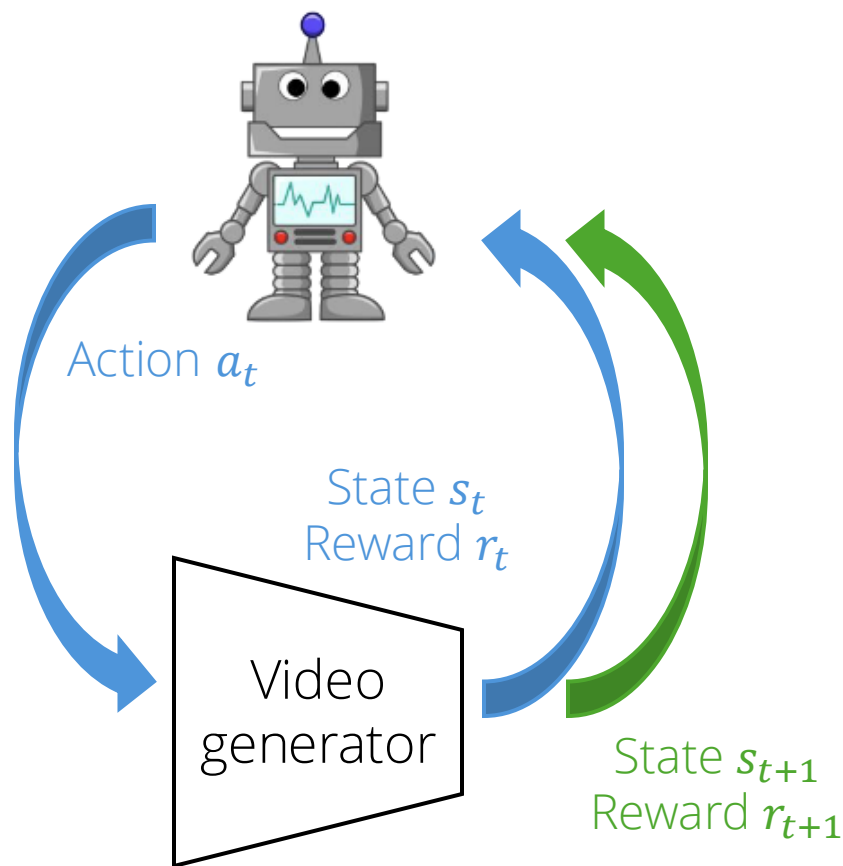 Action a_t
State s_t
Reward r_t
Video
generator
State s_{t+1}
Reward r_{t+1}